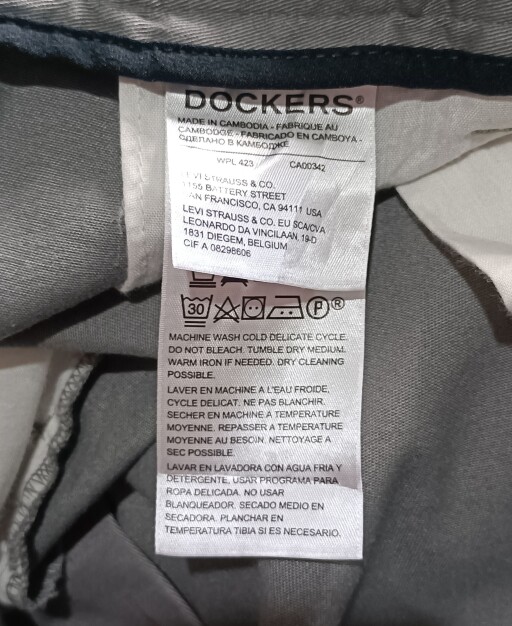 DOCKERS®
MADE IN CAMBODIA - FABRIQUE AU
CAMBODGE - FABRICADO EN CAMBOYA -
СДЕЛАНО В КАМБОДЖЕ
WPL 423 CA00342
LEVI STRAUSS & CO.
1155 BATTERY STREET
SAN FRANCISCO, CA 94111 USA
LEVI STRAUSS & CO. EU SCA/CVA
LEONARDO DA VINCILAAN, 19-D
1831 DIEGEM, BELGIUM
CIF A 08298606
30 P ®
MACHINE WASH COLD DELICATE CYCLE.
DO NOT BLEACH. TUMBLE DRY MEDIUM.
WARM IRON IF NEEDED. DRY CLEANING
POSSIBLE.
LAVER EN MACHINE A L'EAU FROIDE,
CYCLE DELICAT. NE PAS BLANCHIR.
SECHER EN MACHINE A TEMPERATURE
MOYENNE. REPASSER A TEMPERATURE
MOYENNE AU BESOIN. NETTOYAGE A
SEC POSSIBLE.
LAVAR EN LAVADORA CON AGUA FRIA Y
DETERGENTE, USAR PROGRAMA PARA
ROPA DELICADA. NO USAR
BLANQUEADOR. SECADO MEDIO EN
SECADORA. PLANCHAR EN
TEMPERATURA TIBIA SI ES NECESARIO.